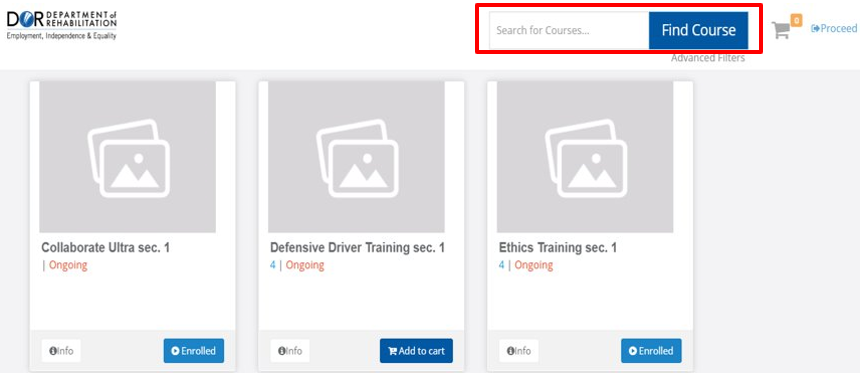 DOR DEPARTMENT of
REHABILITATION
Employment, Independence & Equality
Search for Courses...
Find Course
0
Proceed
Advanced Filters
Collaborate Ultra sec. 1
| Ongoing
Info
Enrolled
Defensive Driver Training sec. 1
4 | Ongoing
Info
Add to cart
Ethics Training sec. 1
4 | Ongoing
Info
Enrolled